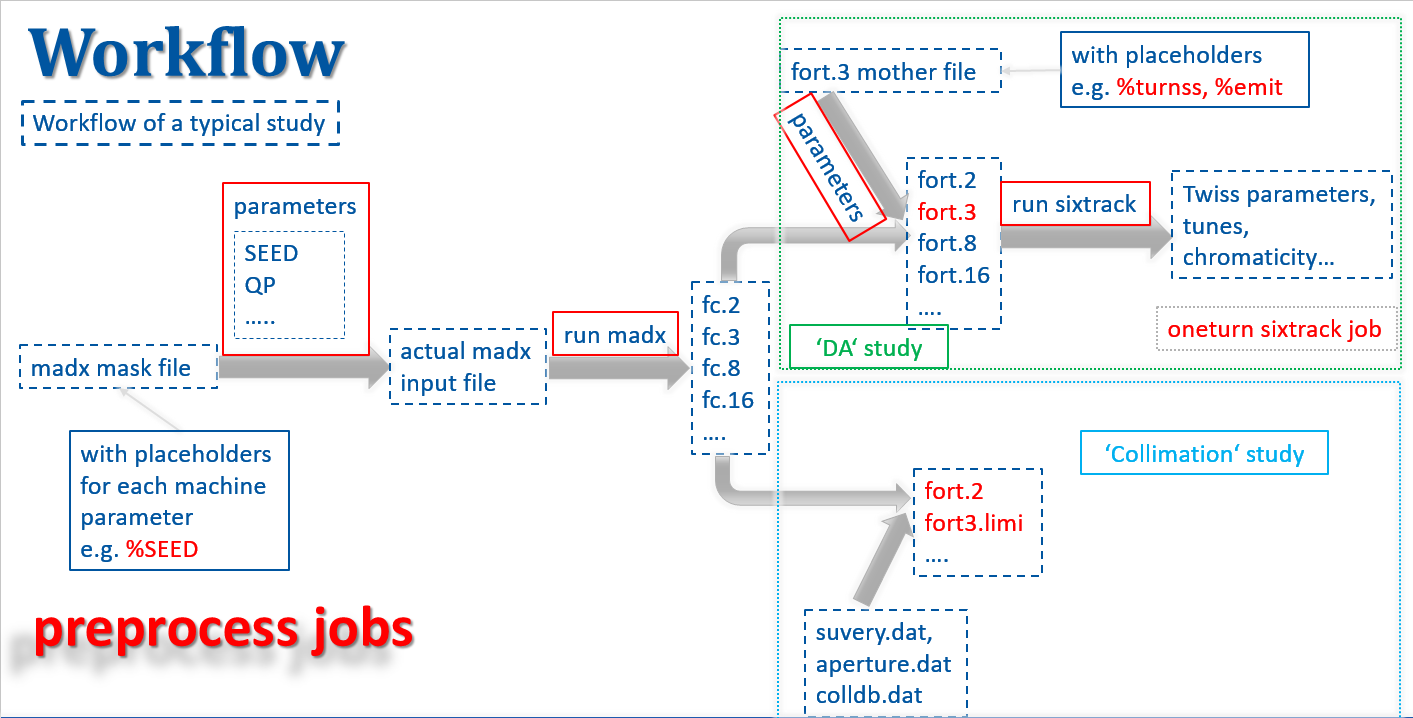 Workflow
Workflow of a typical study
parameters
SEED
QP
.....
madx mask file
with placeholders
for each machine
parameter
e.g. %SEED
preprocess jobs
actual madx
input file
run madx
fc.2
fc.3
fc.8
fc.16
....
fort.3 mother file
with placeholders
e.g. %turnss, %emit
parameters
fort.2
fort.3
fort.8
fort.16
....
run sixtrack
Twiss parameters,
tunes,
chromaticity...
oneturn sixtrack job
‘DA‘ study
‘Collimation‘ study
fort.2
fort3.limi
....
suvery.dat,
aperture.dat
colldb.dat